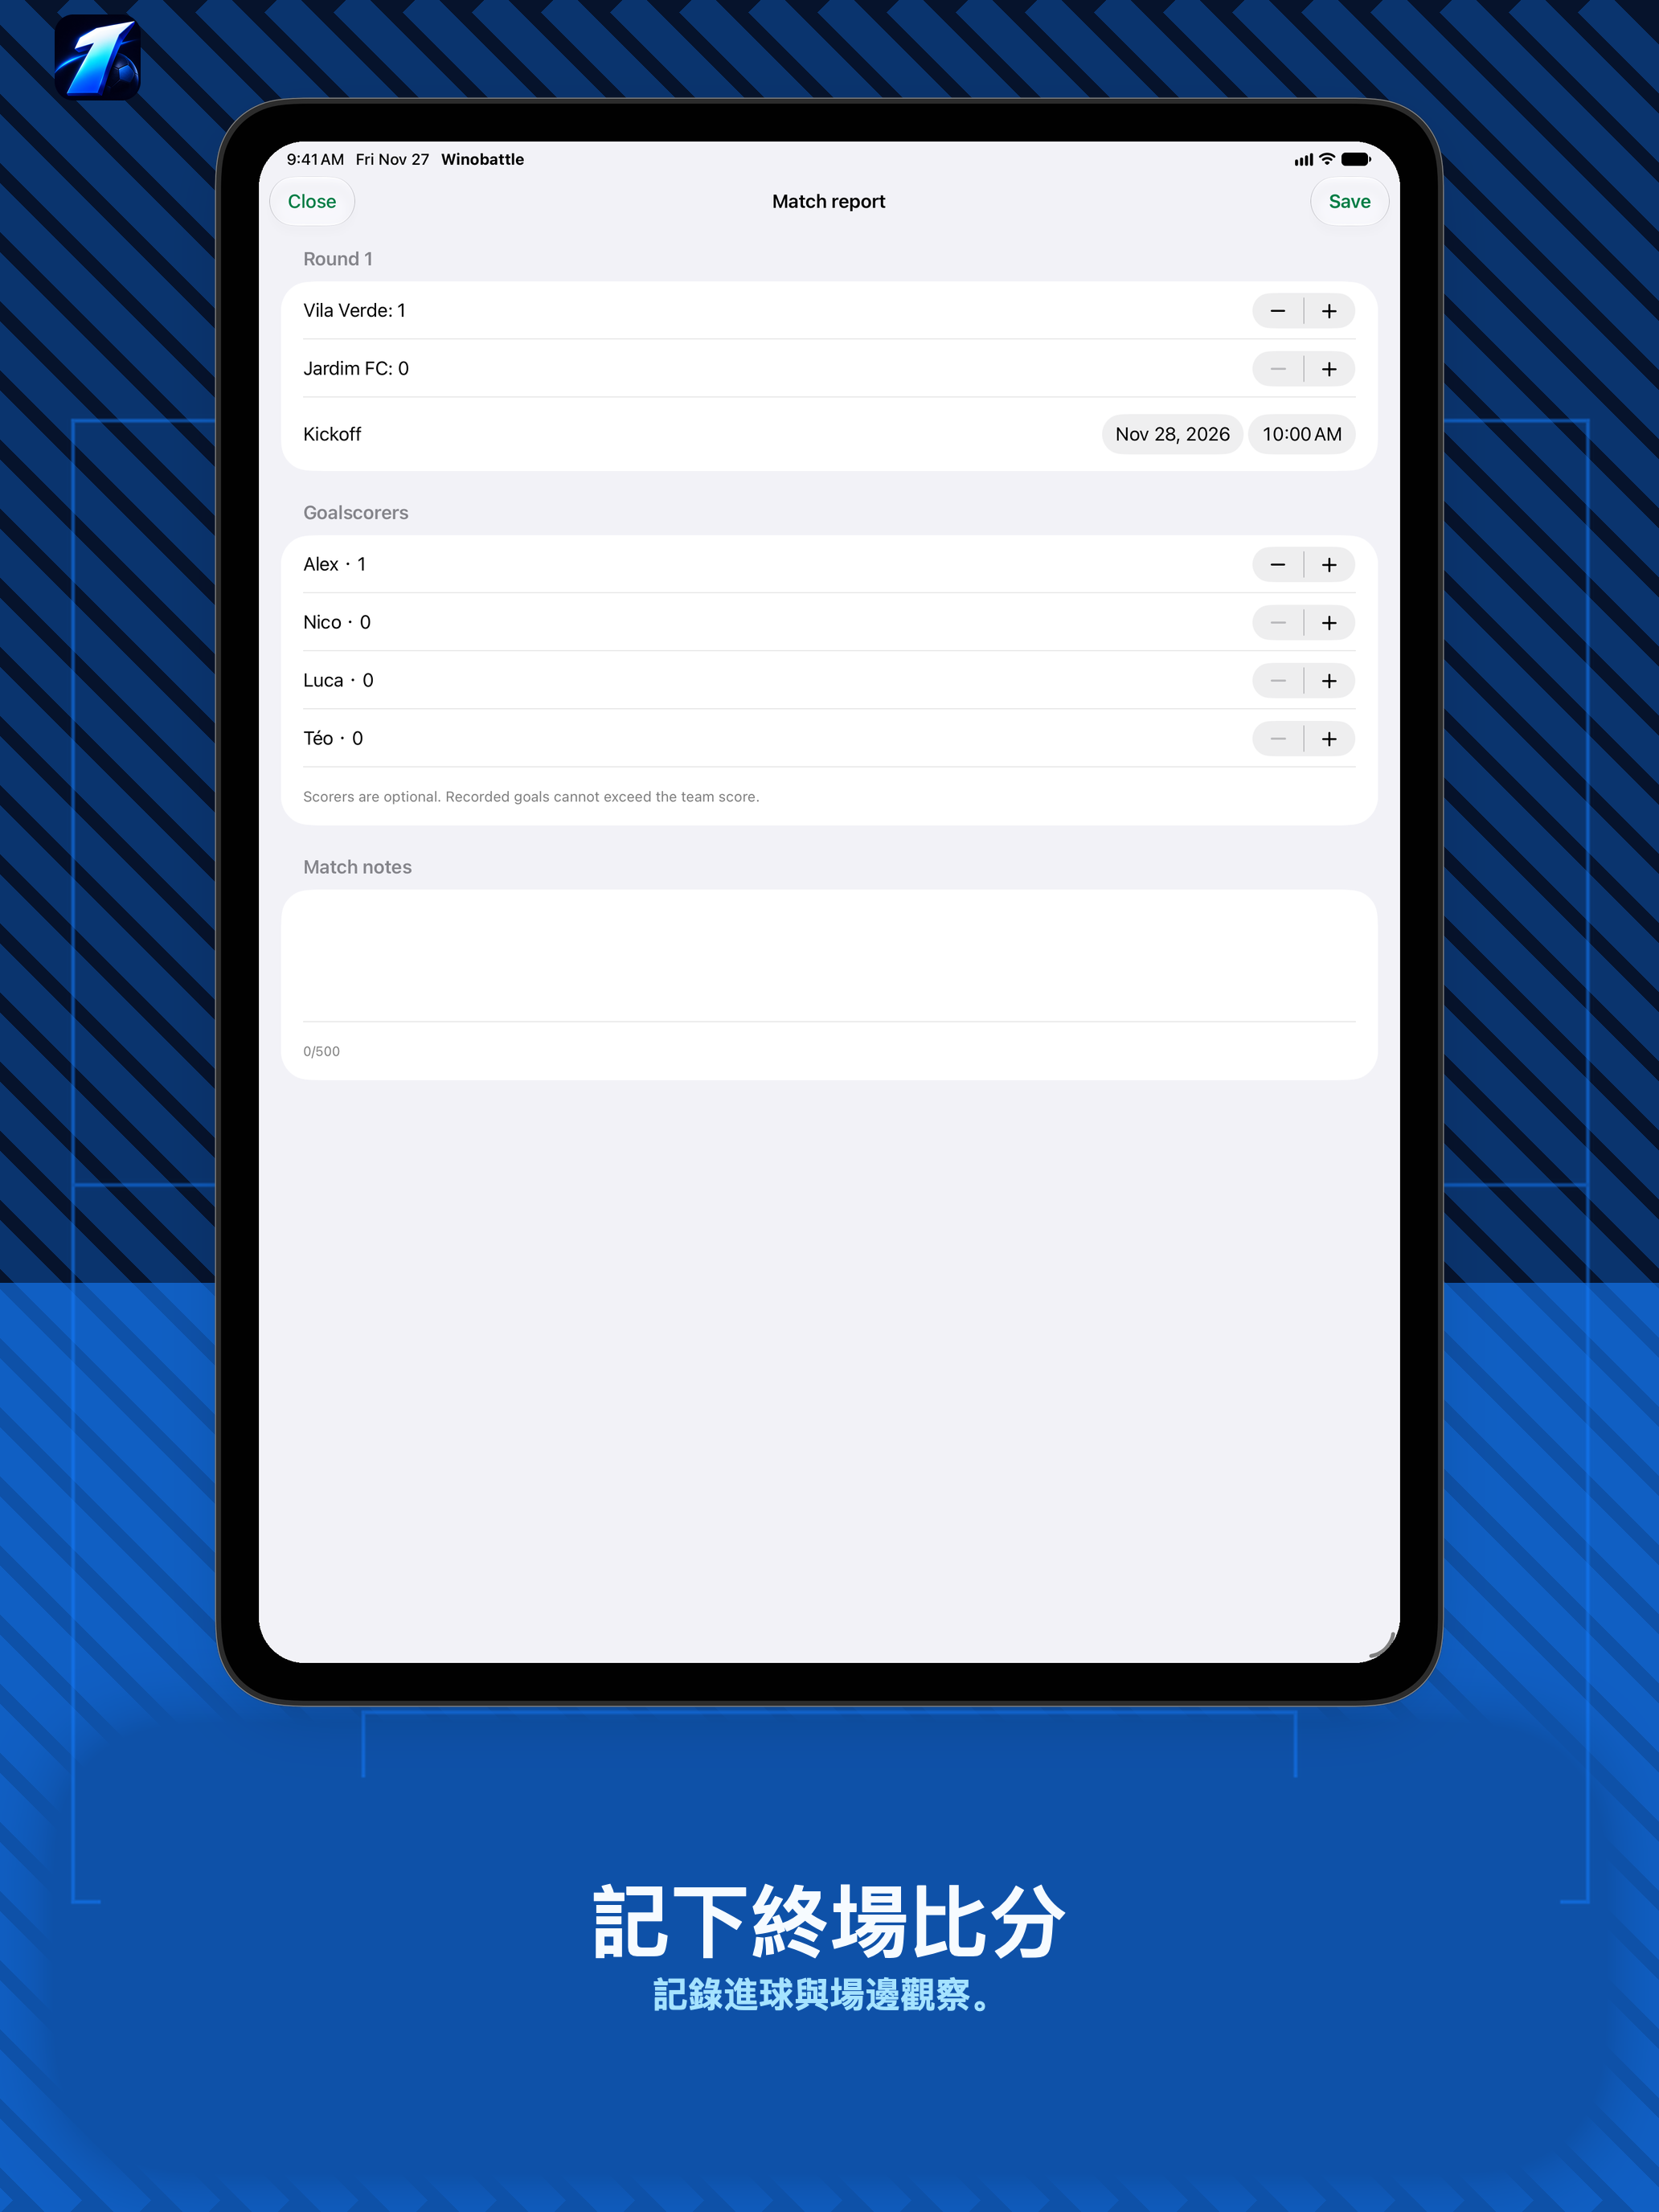 1
9:41 AM Fri Nov 27 Winobattle
Close Match report Save
Round 1
Vila Verde: 1
Jardim FC: 0
Kickoff Nov 28, 2026 10:00 AM
Goalscorers
Alex · 1
Nico · 0
Luca · 0
Téo · 0
Scorers are optional. Recorded goals cannot exceed the team score.
Match notes
0/500
記下終場比分
記錄進球與場邊觀察。